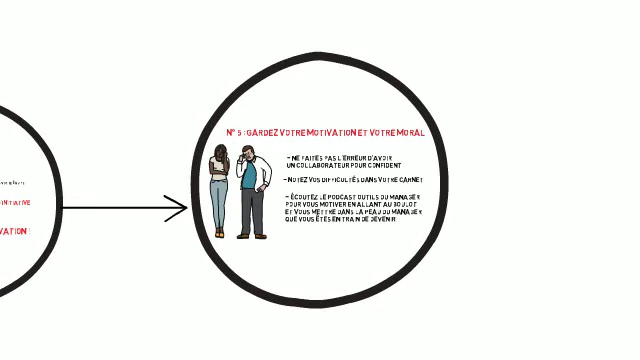 N° 5 : GARDEZ VOTRE MOTIVATION ET VOTRE MORAL
- NE FAITES PAS L'ERREUR D'AVOIR
UN COLLABORATEUR POUR CONFIDENT
- NOTEZ VOS DIFFICULTÉS DANS VOTRE CARNET
- ÉCOUTEZ LE PODCAST OUTILS DU MANAGER
POUR VOUS MOTIVER EN ALLANT AU BOULOT
ET VOUS METTRE DANS LA PEAU DU MANAGER
QUE VOUS ÊTES EN TRAIN DE DEVENIR
INITIATIVE
VATION !